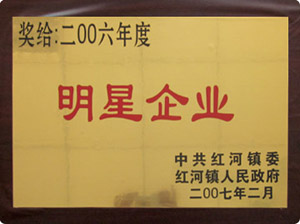 奖给:二00六年度
明星企业
中共红河镇委
红河镇人民政府
二00七年二月